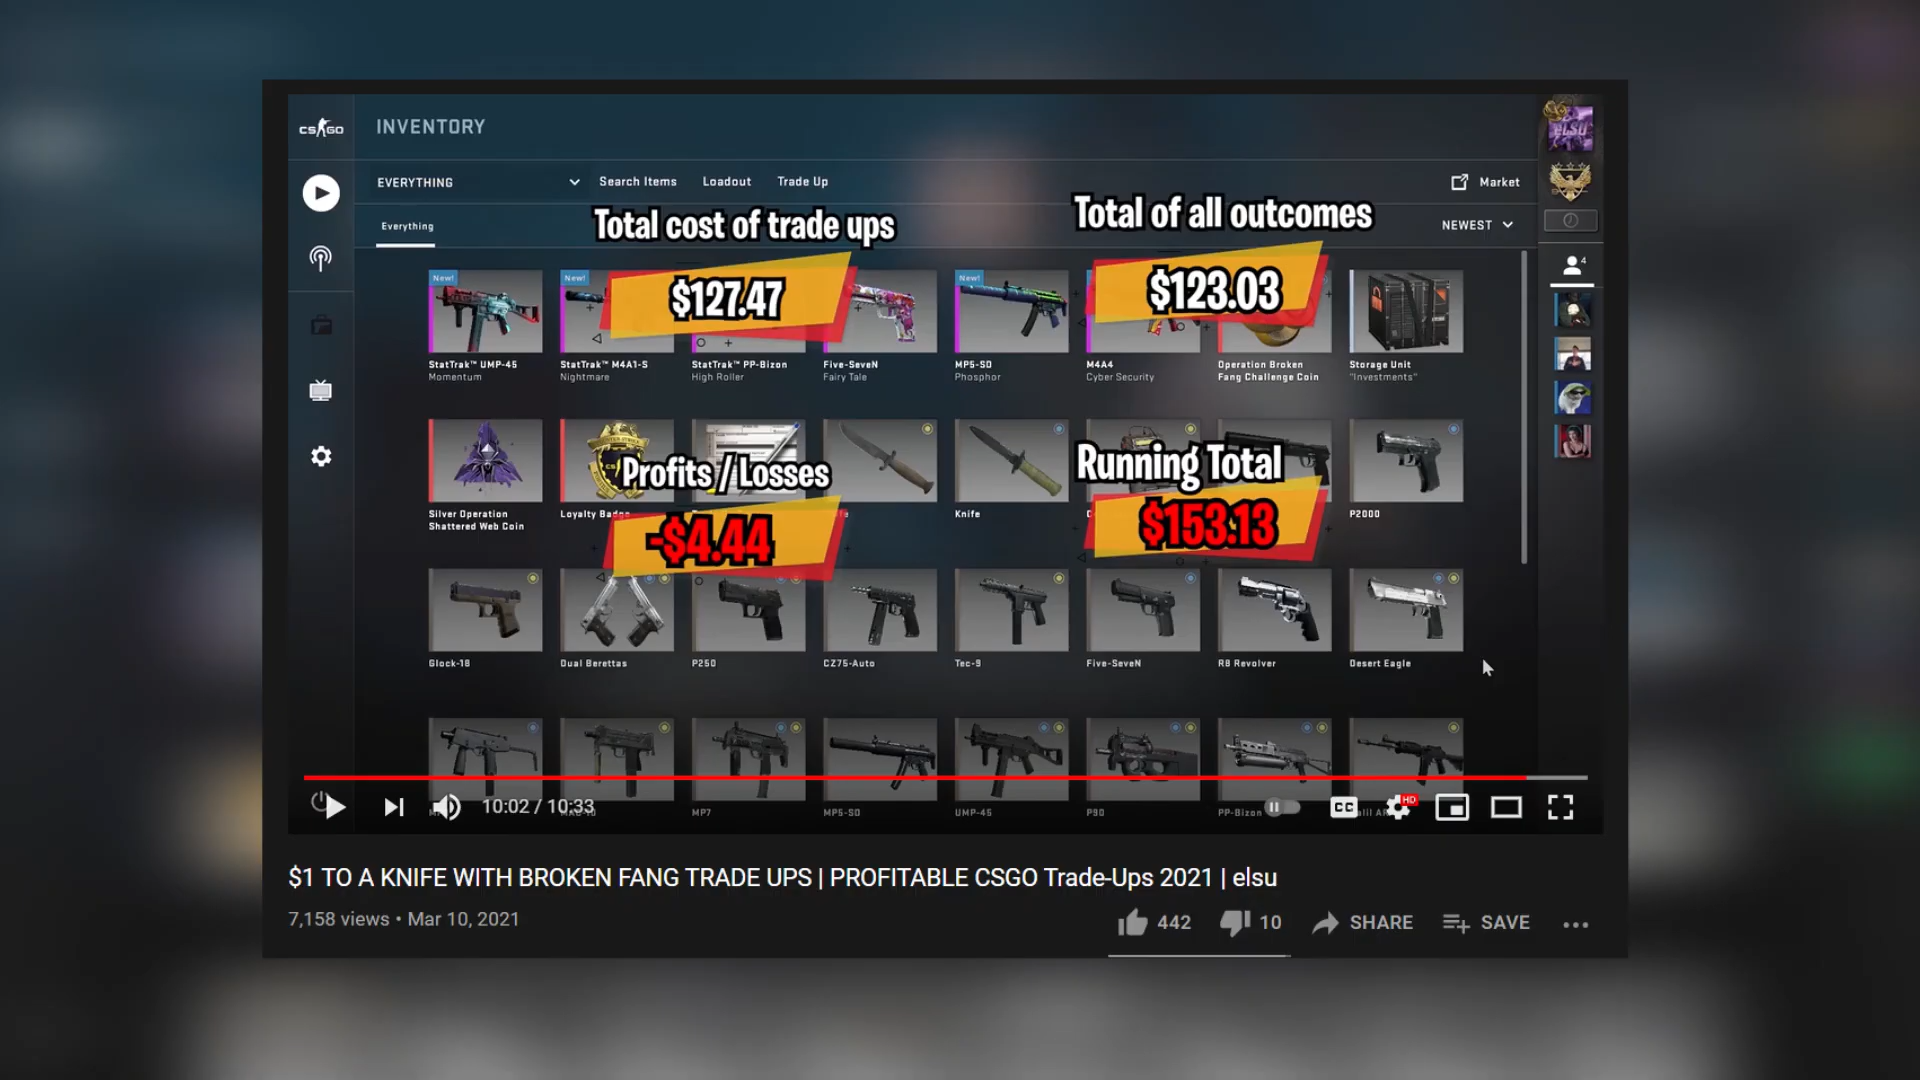 CS GO
INVENTORY
elsu
EVERYTHING
Search Items
Loadout
Trade Up
Market
Total cost of trade ups
Total of all outcomes
Everything
NEWEST
4
$127.47
$123.03
New!
New!
New!
StatTrak™ UMP-45
Momentum
StatTrak™ M4A1-S
Nightmare
StatTrak™ PP-Bizon
High Roller
Five-SeveN
Fairy Tale
MP5-SD
Phosphor
M4A4
Cyber Security
Operation Broken
Fang Challenge Coin
Storage Unit
"Investments"
Profits / Losses
Running Total
-$4.44
$153.13
Silver Operation
Shattered Web Coin
Loyalty
Knife
P2000
Glock-18
Dual Berettas
P250
CZ75-Auto
Tec-9
Five-SeveN
R8 Revolver
Desert Eagle
MP7
MP5-SD
UMP-45
P90
PP-Bizon
10:02 / 10:33
CC
HD
$1 TO A KNIFE WITH BROKEN FANG TRADE UPS | PROFITABLE CSGO Trade-Ups 2021 | elsu
7,158 views • Mar 10, 2021
442
10
SHARE
SAVE